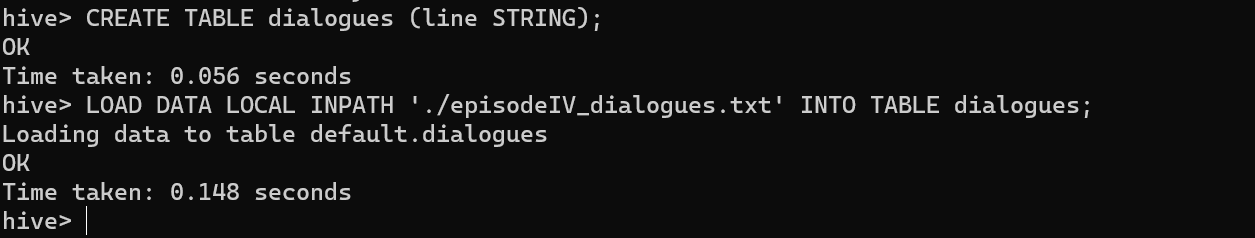 hive> CREATE TABLE dialogues (line STRING);
OK
Time taken: 0.056 seconds
hive> LOAD DATA LOCAL INPATH './episodeIV_dialogues.txt' INTO TABLE dialogues;
Loading data to table default.dialogues
OK
Time taken: 0.148 seconds
hive>